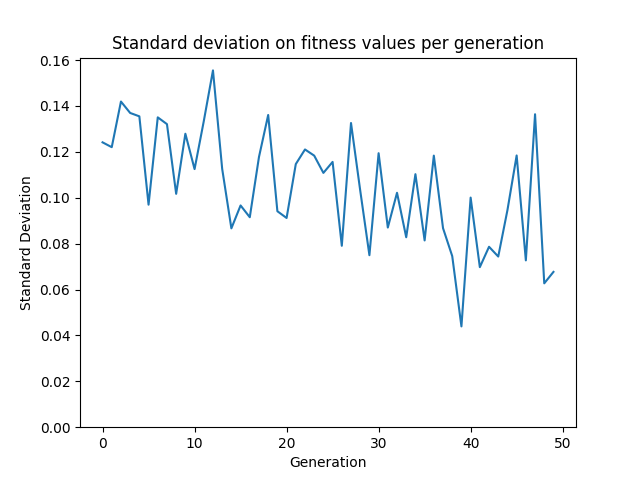 Standard deviation on fitness values per generation
0.16
0.14
0.12
0.10
0.08
0.06
0.04
0.02
0.00
Standard Deviation
0 10 20 30 40 50
Generation